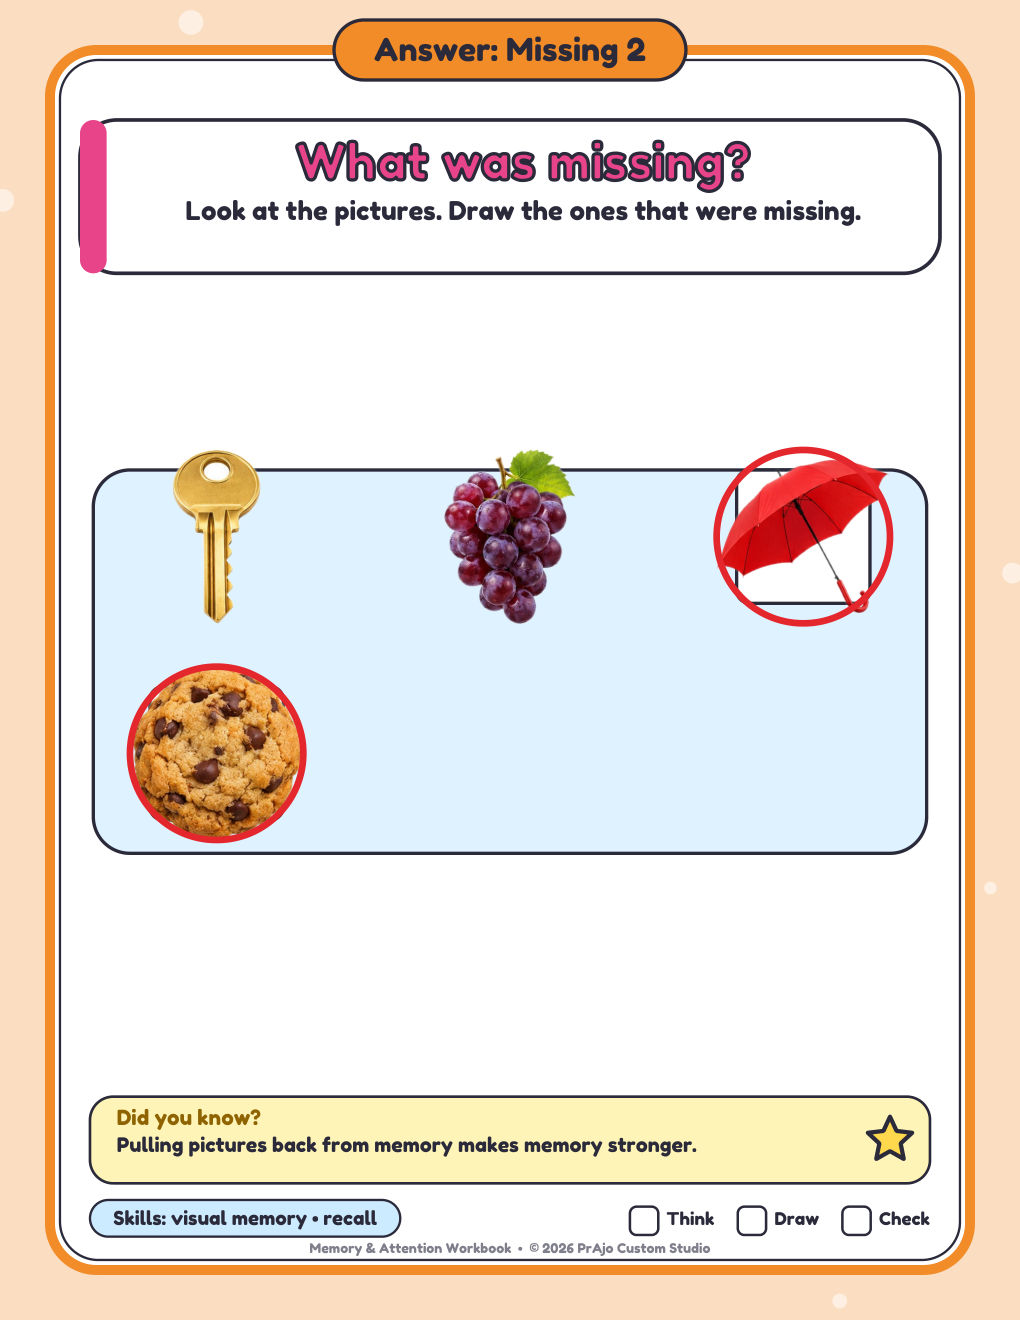 Answer: Missing 2
What was missing?
Look at the pictures. Draw the ones that were missing.
Did you know?
Pulling pictures back from memory makes memory stronger.
Skills: visual memory • recall
Think
Draw
Check
Memory & Attention Workbook • © 2026 PrAjo Custom Studio